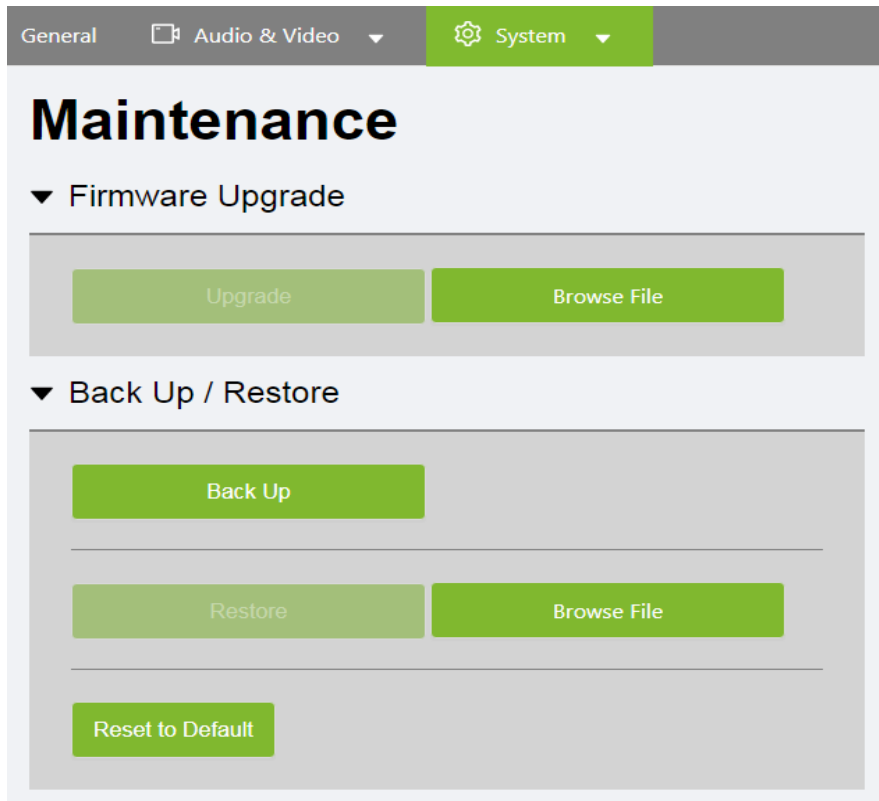 General Audio & Video System
Maintenance
Firmware Upgrade
Upgrade Browse File
Back Up / Restore
Back Up
Restore Browse File
Reset to Default